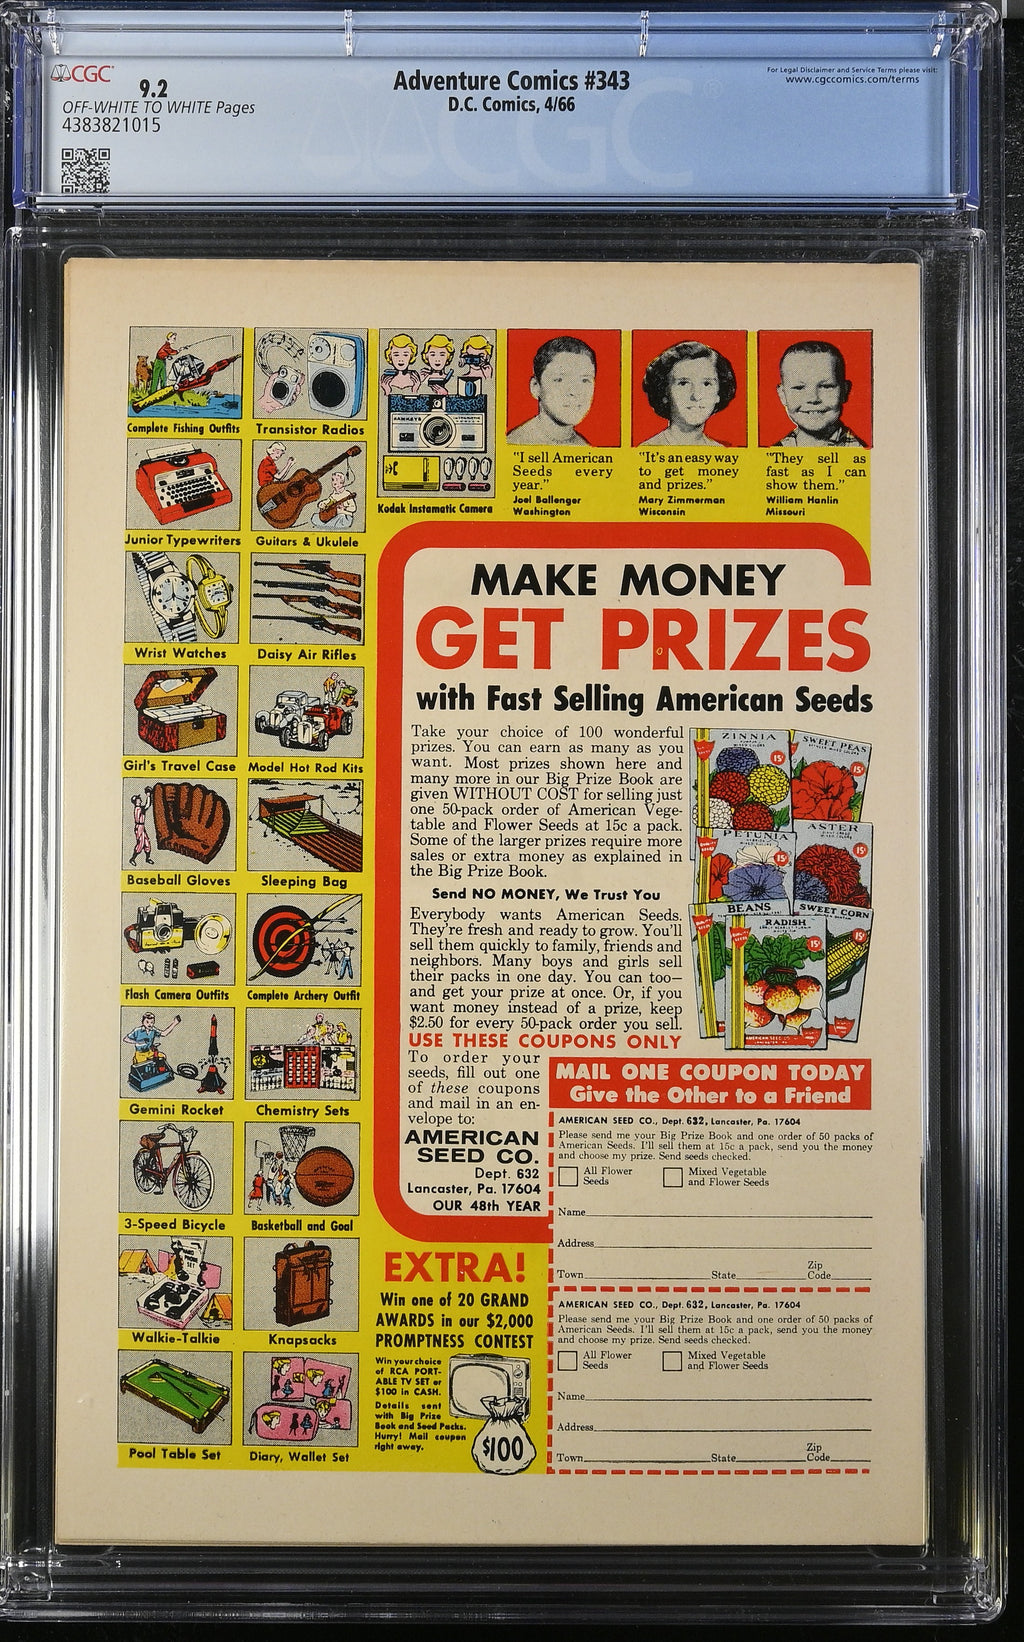 CGC
9.2
OFF-WHITE TO WHITE Pages
4383821015
Adventure Comics #343
D.C. Comics, 4/66
For Legal Disclaimer and Service Terms please visit:
www.cgccomics.com/terms
Complete Fishing Outfits
Transistor Radios
Kodak Instamatic Camera
Junior Typewriters
Guitars & Ukulele
Wrist Watches
Daisy Air Rifles
Girl's Travel Case
Model Hot Rod Kits
Baseball Gloves
Sleeping Bag
Flash Camera Outfits
Complete Archery Outfit
Gemini Rocket
Chemistry Sets
3-Speed Bicycle
Basketball and Goal
Walkie-Talkie
Knapsacks
Pool Table Set
Diary, Wallet Set
"I sell American
Seeds every
year."
Joel Ballenger
Washington
"It's an easy way
to get money
and prizes."
Mary Zimmerman
Wisconsin
"They sell as
fast as I can
show them."
William Hanlin
Missouri
MAKE MONEY
GET PRIZES
with Fast Selling American Seeds
Take your choice of 100 wonderful
prizes. You can earn as many as you
want. Most prizes shown here and
many more in our Big Prize Book are
given WITHOUT COST for selling just
one 50-pack order of American Vege-
table and Flower Seeds at 15c a pack.
Some of the larger prizes require more
sales or extra money as explained in
the Big Prize Book.
Send NO MONEY, We Trust You
Everybody wants American Seeds.
They're fresh and ready to grow. You'll
sell them quickly to family, friends and
neighbors. Many boys and girls sell
their packs in one day. You can too—
and get your prize at once. Or, if you
want money instead of a prize, keep
$2.50 for every 50-pack order you sell.
USE THESE COUPONS ONLY
To order your
seeds, fill out one
of these coupons
and mail in an en-
velope to:
AMERICAN
SEED CO.
Dept. 632
Lancaster, Pa. 17604
OUR 48th YEAR
ZINNIA
15¢
SWEET PEAS
15¢
PETUNIA
15¢
ASTER
15¢
BEANS
SWEET CORN
15¢
RADISH
15¢
AMERICAN SEED CO.
MAIL ONE COUPON TODAY
Give the Other to a Friend
AMERICAN SEED CO., Dept. 632, Lancaster, Pa. 17604
Please send me your Big Prize Book and one order of 50 packs of
American Seeds. I'll sell them at 15c a pack, send you the money
and choose my prize. Send seeds checked.
All Flower
Seeds
Mixed Vegetable
and Flower Seeds
Name
Address
Town State Zip Code
AMERICAN SEED CO., Dept. 632, Lancaster, Pa. 17604
Please send me your Big Prize Book and one order of 50 packs of
American Seeds. I'll sell them at 15c a pack, send you the money
and choose my prize. Send seeds checked.
All Flower
Seeds
Mixed Vegetable
and Flower Seeds
Name
Address
Town State Zip Code
EXTRA!
Win one of 20 GRAND
AWARDS in our $2,000
PROMPTNESS CONTEST
Win your choice
of RCA PORT-
ABLE TV SET or
$100 in CASH.
Details sent
with Big Prize
Book and Seed Packs.
Hurry! Mail coupon
right away.
$100